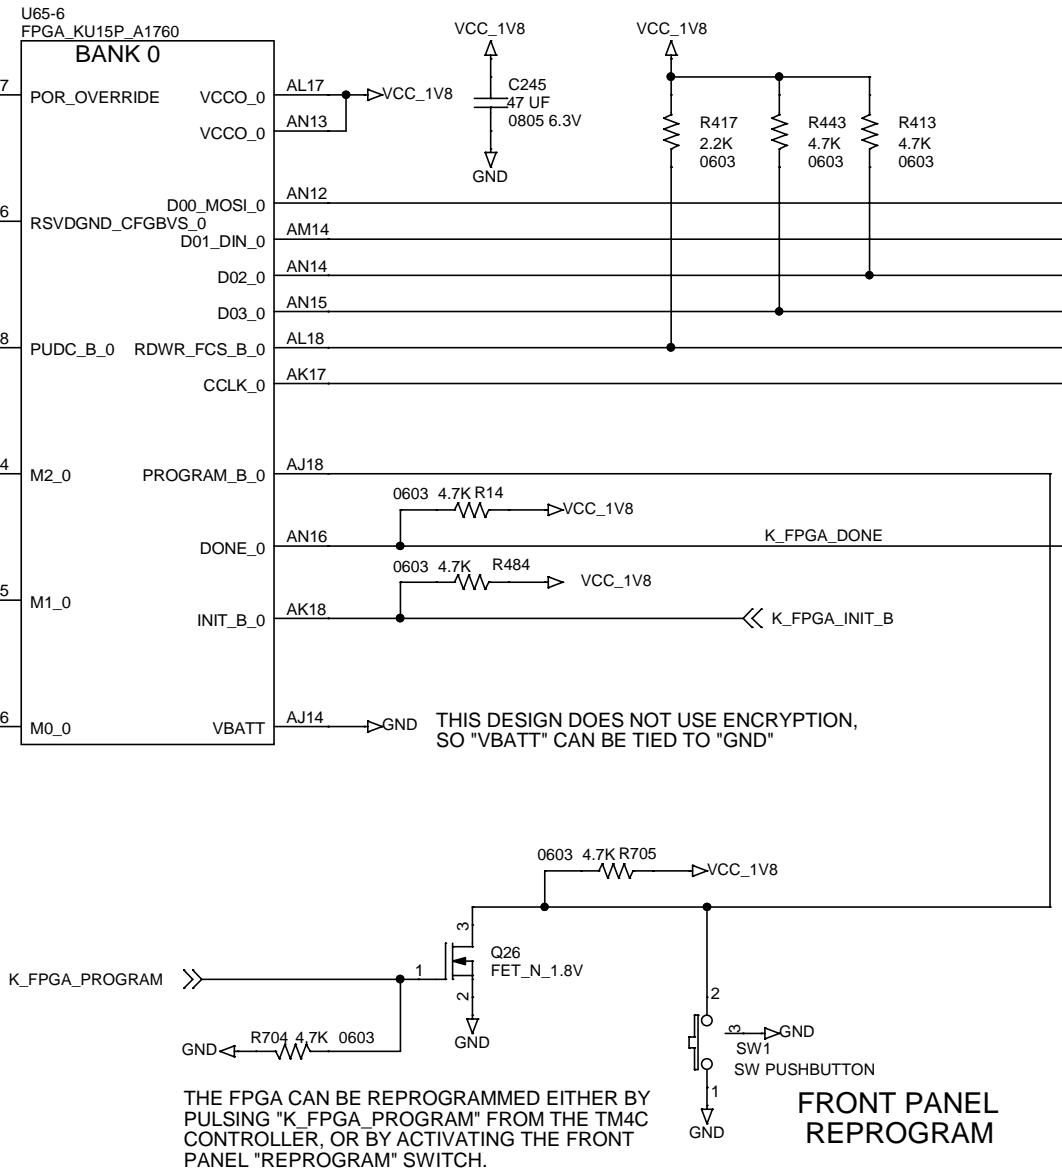 U65-6
FPGA_KU15P_A1760
BANK 0
7
POR_OVERRIDE
VCCO_0
AL17
VCC_1V8
VCCO_0
AN13
6
RSVDGND_CFGBVS_0
D00_MOSI_0
AN12
D01_DIN_0
AM14
D02_0
AN14
D03_0
AN15
8
PUDC_B_0
RDWR_FCS_B_0
AL18
CCLK_0
AK17
4
M2_0
PROGRAM_B_0
AJ18
DONE_0
AN16
5
M1_0
INIT_B_0
AK18
6
M0_0
VBATT
AJ14
GND
VCC_1V8
C245
47 UF
0805 6.3V
GND
VCC_1V8
R417
2.2K
0603
R443
4.7K
0603
R413
4.7K
0603
0603 4.7K R14
VCC_1V8
K_FPGA_DONE
0603 4.7K R484
VCC_1V8
K_FPGA_INIT_B
THIS DESIGN DOES NOT USE ENCRYPTION,
SO "VBATT" CAN BE TIED TO "GND"
0603 4.7K R705
VCC_1V8
3
Q26
FET_N_1.8V
1
2
GND
K_FPGA_PROGRAM
GND
R704 4.7K 0603
2
3
GND
SW1
SW PUSHBUTTON
1
GND
THE FPGA CAN BE REPROGRAMMED EITHER BY
PULSING "K_FPGA_PROGRAM" FROM THE TM4C
CONTROLLER, OR BY ACTIVATING THE FRONT
PANEL "REPROGRAM" SWITCH.
FRONT PANEL
REPROGRAM